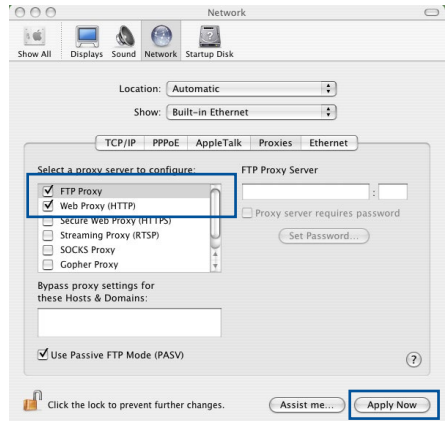 Network
Show All Displays Sound Network Startup Disk
Location: Automatic
Show: Built-in Ethernet
TCP/IP PPPoE AppleTalk Proxies Ethernet
Select a proxy server to configure: FTP Proxy Server
FTP Proxy :
Web Proxy (HTTP) Proxy server requires password
Secure Web Proxy (HTTPS)
Streaming Proxy (RTSP) Set Password...
SOCKS Proxy
Gopher Proxy
Bypass proxy settings for
these Hosts & Domains:
Use Passive FTP Mode (PASV) ?
Click the lock to prevent further changes. Assist me... Apply Now